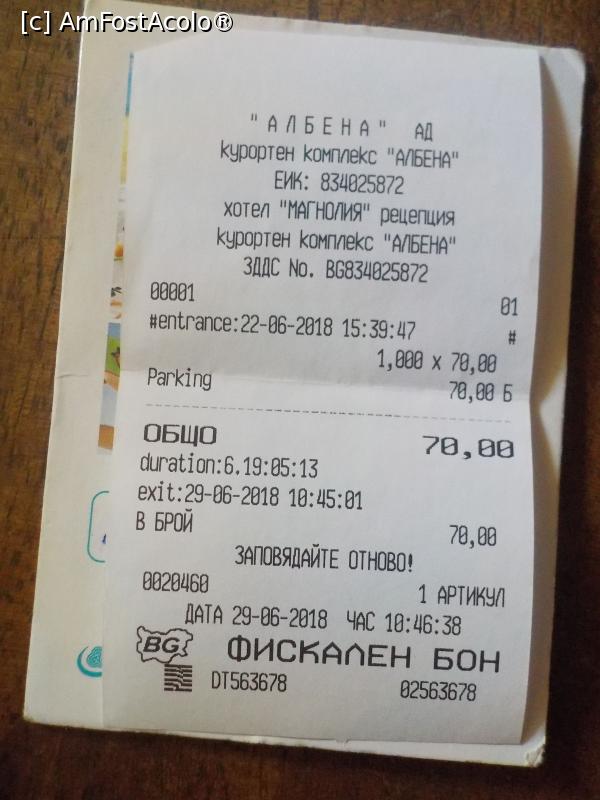 [c] AmFostAcolo®
"АЛБЕНА" АД
курортен комплекс "АЛБЕНА"
ЕИК: 834025872
хотел "МАГНОЛИЯ" рецепция
курортен комплекс "АЛБЕНА"
ЗДДС No. BG834025872
00001 01
#entrance:22-06-2018 15:39:47 #
1,000 x 70,00
Parking 70,00 Б
ОБЩО 70,00
duration:6.19:05:13
exit:29-06-2018 10:45:01
В БРОЙ 70,00
ЗАПОВЯДАЙТЕ ОТНОВО!
0020460 1 АРТИКУЛ
ДАТА 29-06-2018 ЧАС 10:46:38
BG ФИСКАЛЕН БОН
DT563678 02563678